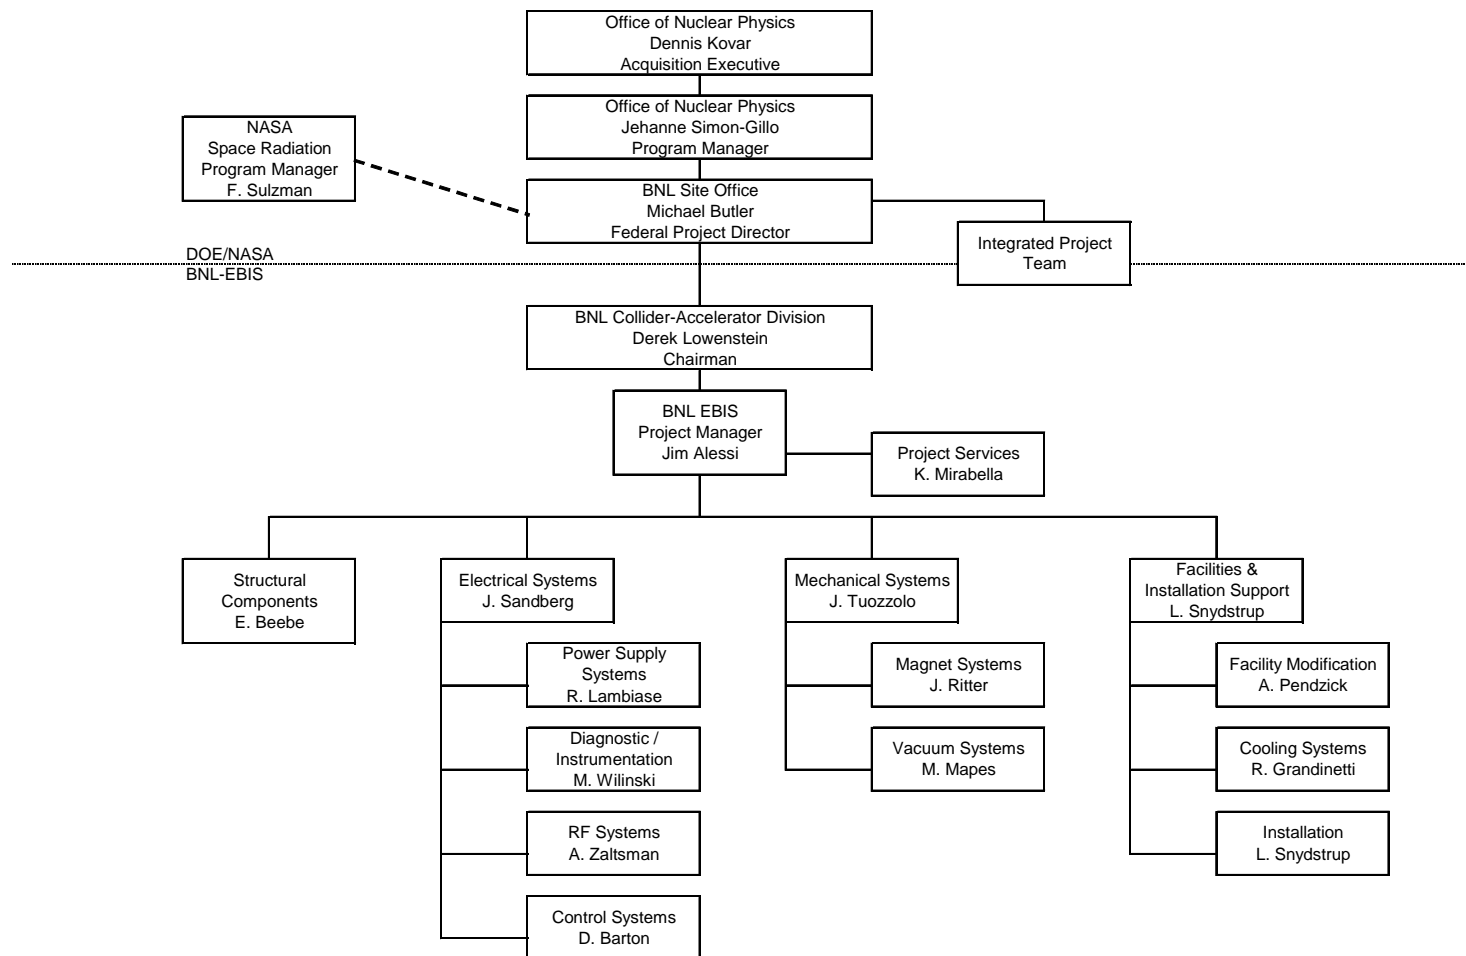 Office of Nuclear Physics
Dennis Kovar
Acquisition Executive
Office of Nuclear Physics
Jehanne Simon-Gillo
Program Manager
NASA
Space Radiation
Program Manager
F. Sulzman
BNL Site Office
Michael Butler
Federal Project Director
Integrated Project
Team
DOE/NASA
BNL-EBIS
BNL Collider-Accelerator Division
Derek Lowenstein
Chairman
BNL EBIS
Project Manager
Jim Alessi
Project Services
K. Mirabella
Structural
Components
E. Beebe
Electrical Systems
J. Sandberg
Mechanical Systems
J. Tuozzolo
Facilities &
Installation Support
L. Snydstrup
Power Supply
Systems
R. Lambiase
Magnet Systems
J. Ritter
Facility Modification
A. Pendzick
Diagnostic /
Instrumentation
M. Wilinski
Vacuum Systems
M. Mapes
Cooling Systems
R. Grandinetti
RF Systems
A. Zaltsman
Installation
L. Snydstrup
Control Systems
D. Barton